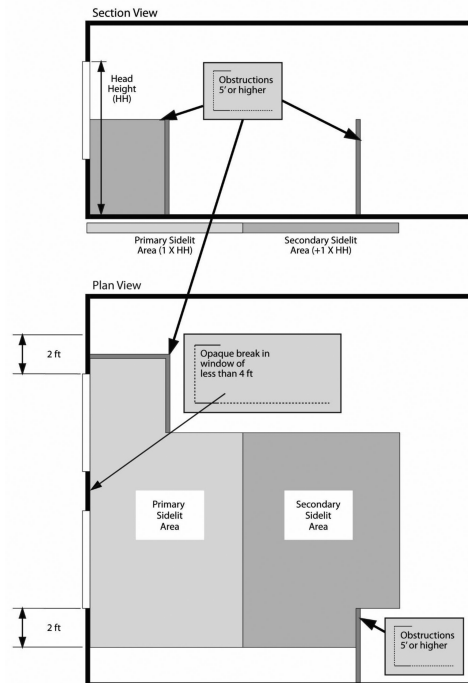 Section View
Head
Height
(HH)
Obstructions
5' or higher
Primary Sidelit
Area (1 X HH)
Secondary Sidelit
Area (+1 X HH)
Plan View
2 ft
Opaque break in
window of
less than 4 ft
Primary
Sidelit
Area
Secondary
Sidelit
Area
2 ft
Obstructions
5' or higher